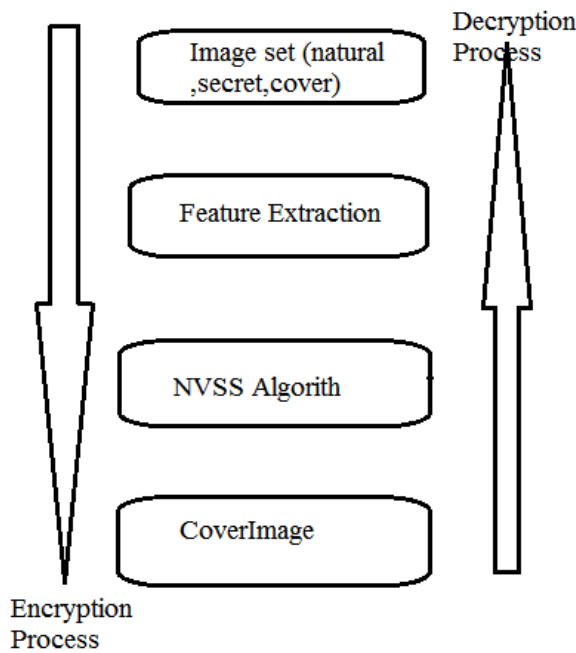 Decryption
Process
Image set (natural
,secret,cover)
Feature Extraction
NVSS Algorith
CoverImage
Encryption
Process